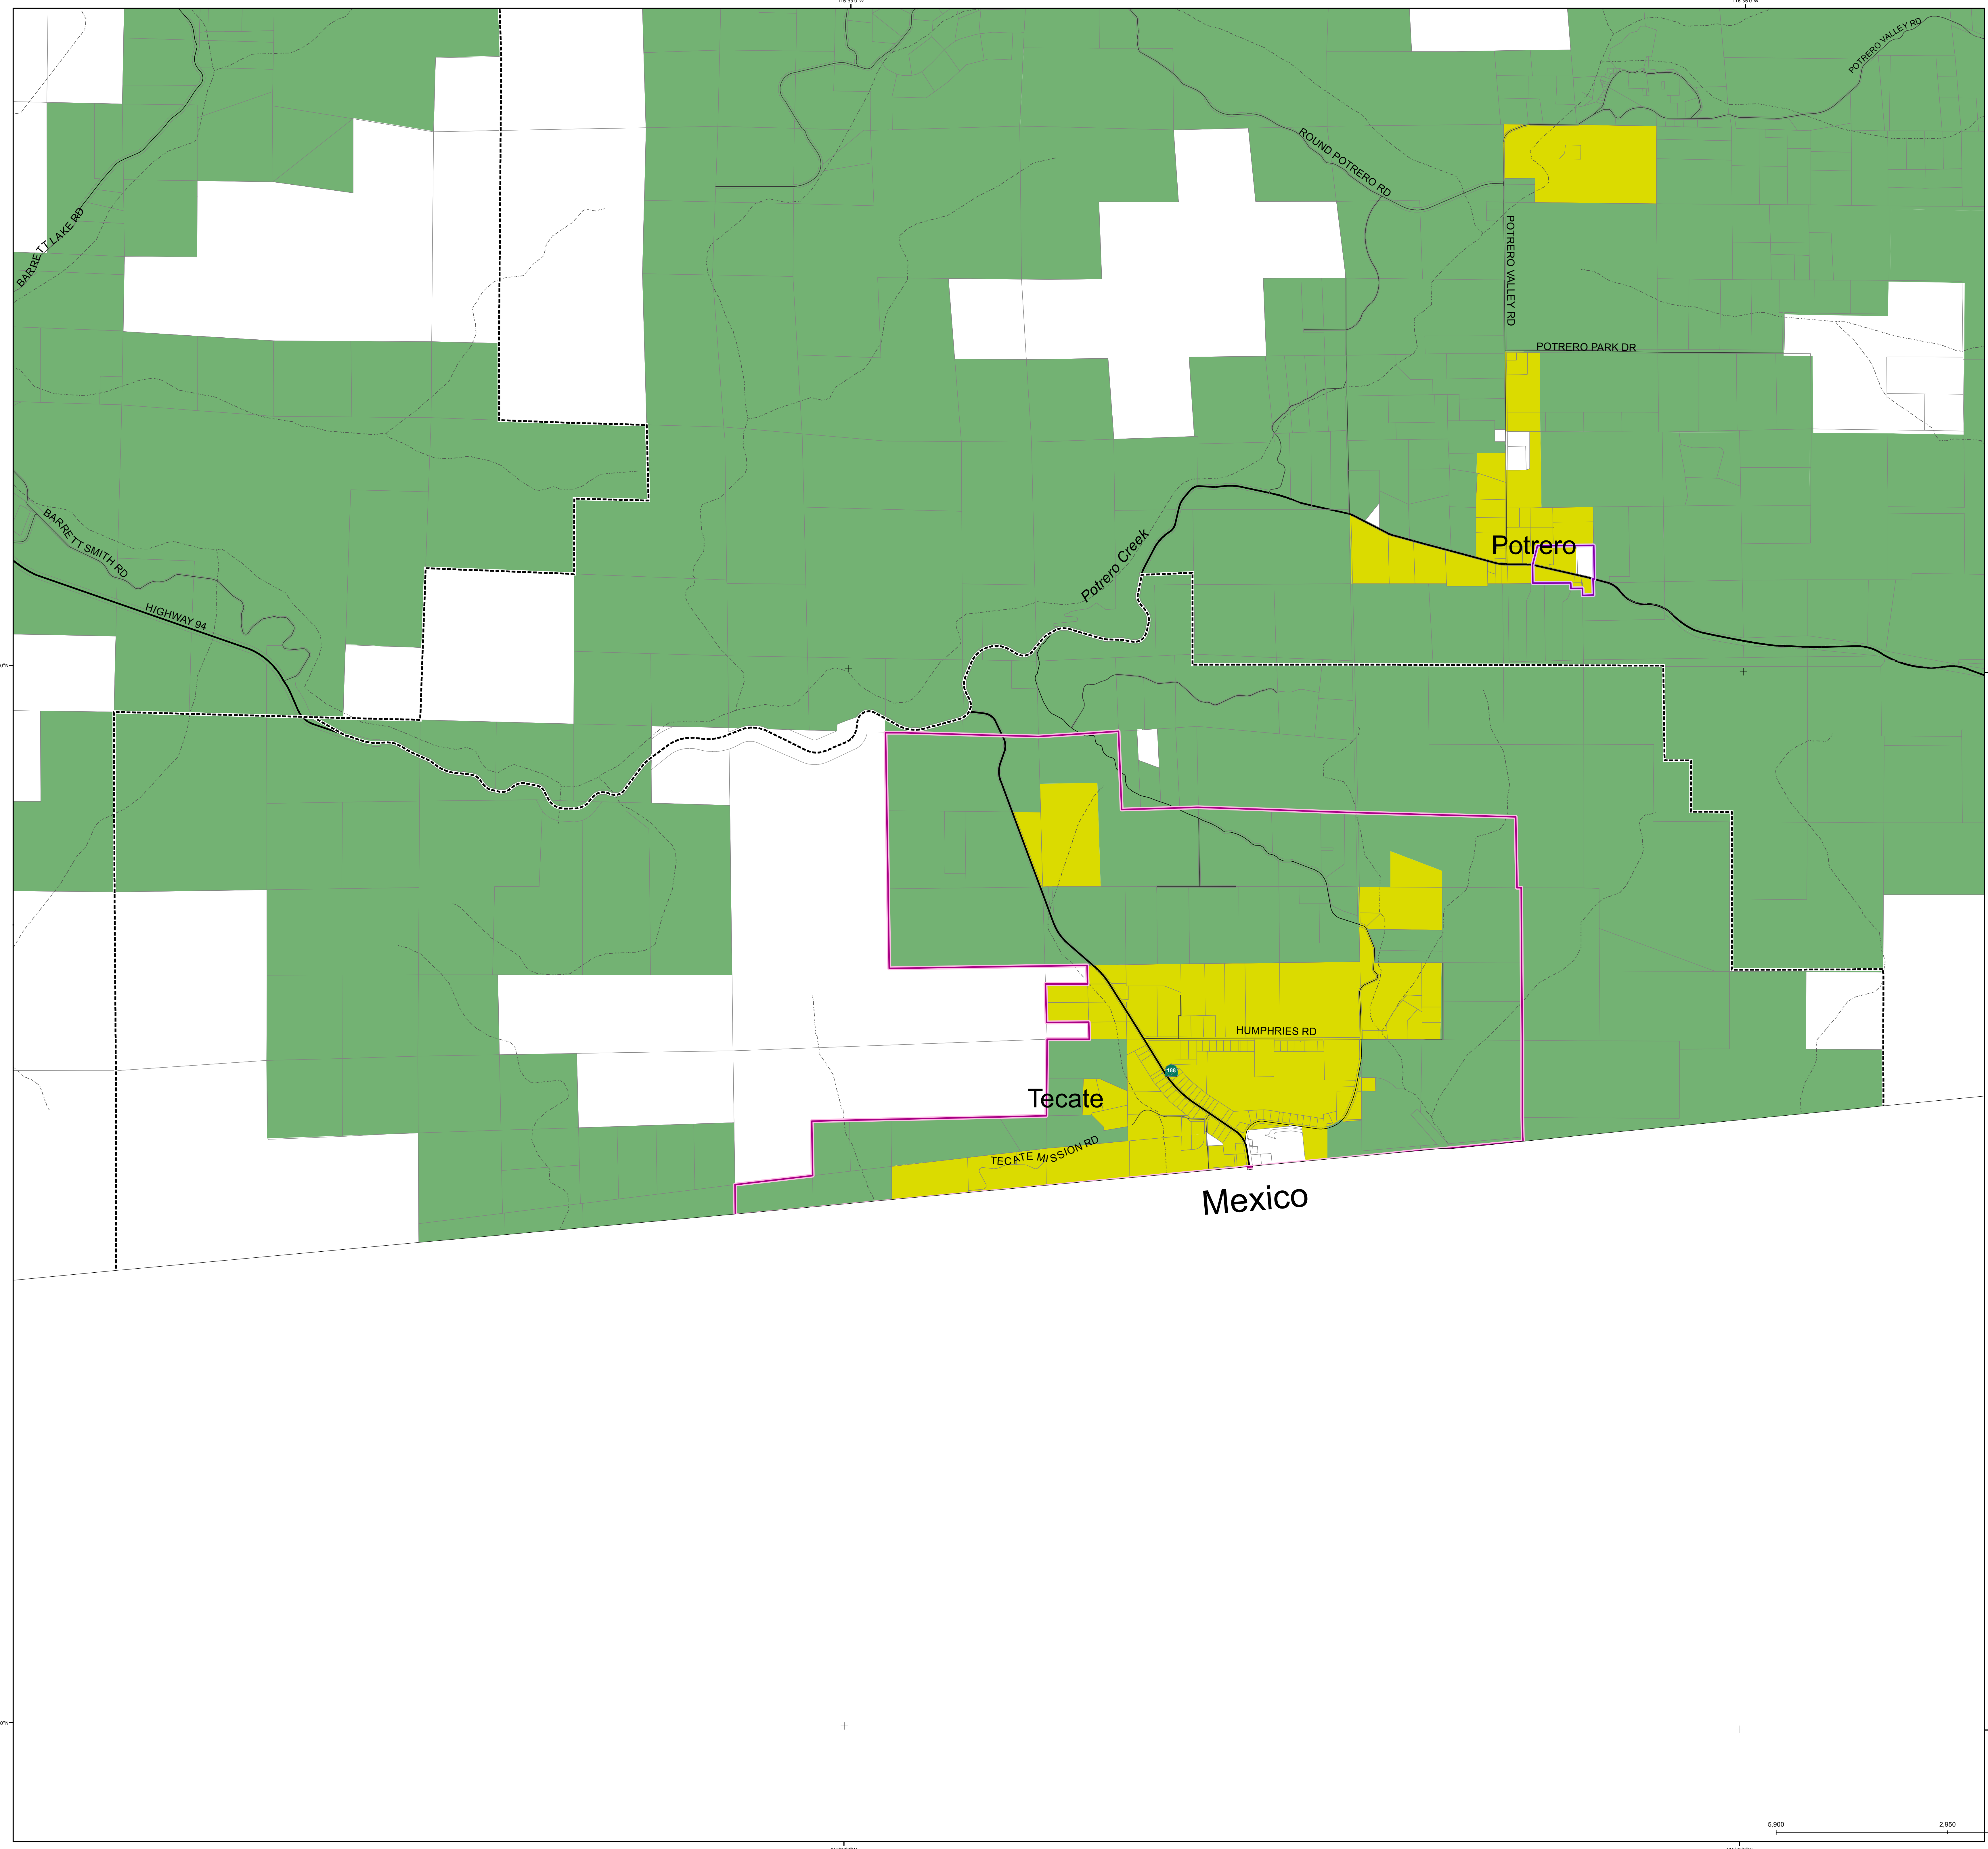 POTRERO VALLEY RD
ROUND POTRERO RD
BARRETT LAKE RD
POTRERO VALLEY RD
POTRERO PARK DR
BARRETT SMITH RD
Potrero
Potrero Creek
HIGHWAY 94
HUMPHRIES RD
188
Tecate
TECATE MISSION RD
Mexico
5,900
2,950